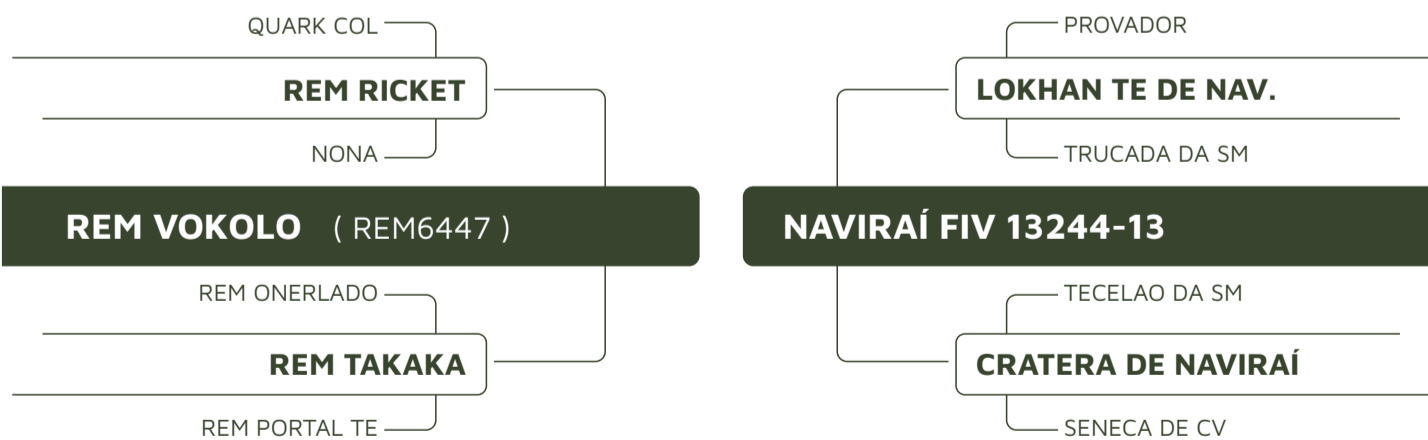 QUARK COL
REM RICKET
NONA
REM VOKOLO ( REM6447 )
REM ONERLADO
REM TAKAKA
REM PORTAL TE
PROVADOR
LOKHAN TE DE NAV.
TRUCADA DA SM
NAVIRAÍ FIV 13244-13
TECELAO DA SM
CRATERA DE NAVIRAÍ
SENECA DE CV